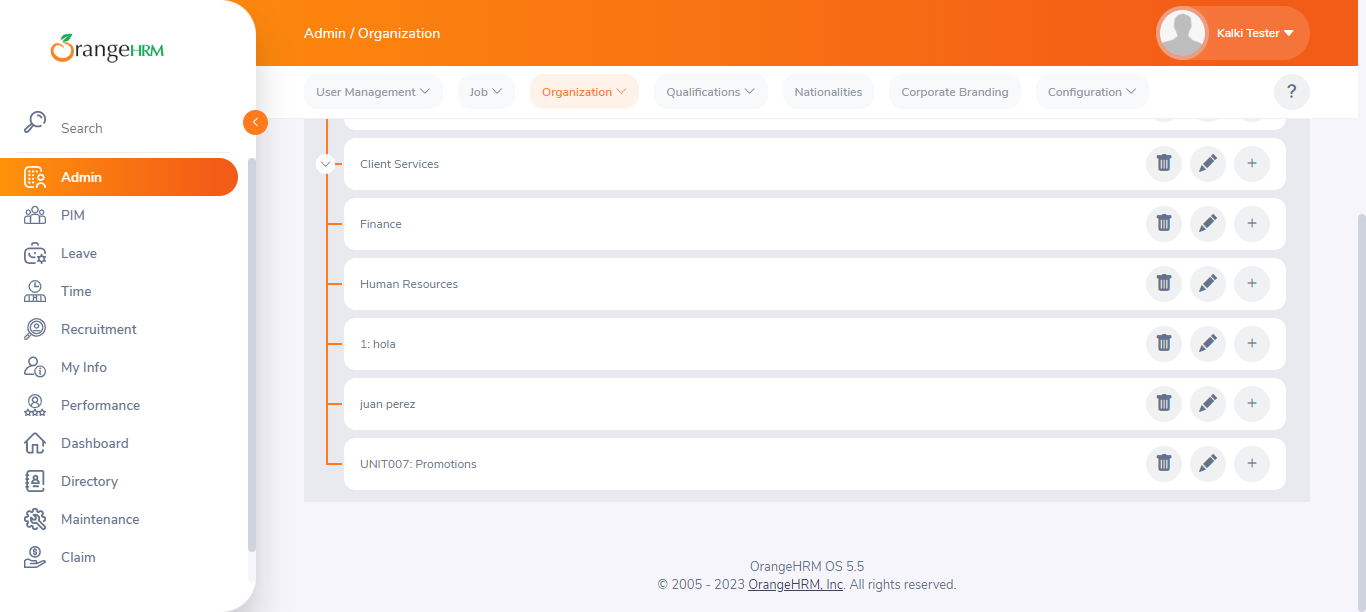 OrangeHRM
Admin / Organization
Kalki Tester
User Management
Job
Organization
Qualifications
Nationalities
Corporate Branding
Configuration
?
Search
Admin
PIM
Leave
Time
Recruitment
My Info
Performance
Dashboard
Directory
Maintenance
Claim
Client Services
Finance
Human Resources
1: hola
juan perez
UNIT007: Promotions
OrangeHRM OS 5.5
© 2005 - 2023 OrangeHRM, Inc. All rights reserved.